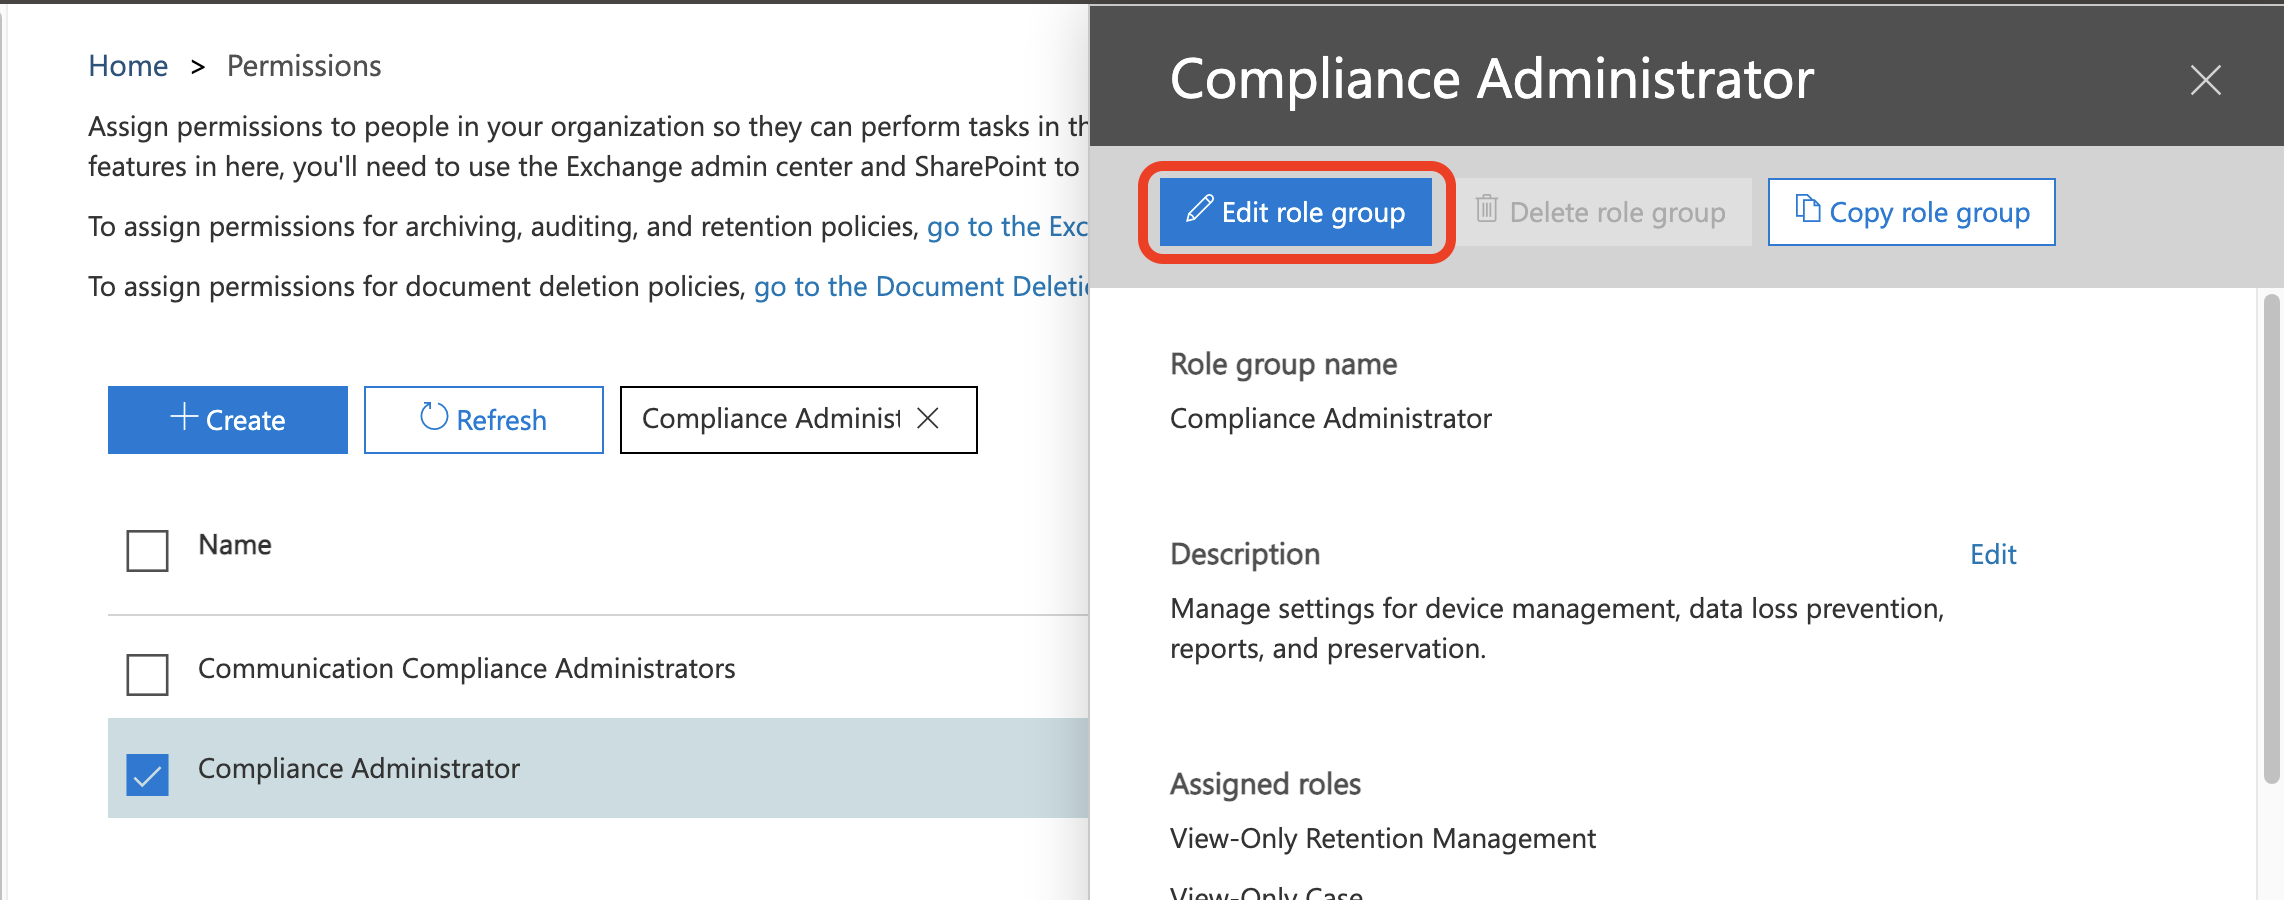 Home > Permissions
Assign permissions to people in your organization so they can perform tasks in th
features in here, you'll need to use the Exchange admin center and SharePoint to
To assign permissions for archiving, auditing, and retention policies, go to the Exc
To assign permissions for document deletion policies, go to the Document Deletic
Create
Refresh
Compliance Administ
Name
Communication Compliance Administrators
Compliance Administrator
Compliance Administrator
Edit role group
Delete role group
Copy role group
Role group name
Compliance Administrator
Description
Edit
Manage settings for device management, data loss prevention,
reports, and preservation.
Assigned roles
View-Only Retention Management
View-Only Case